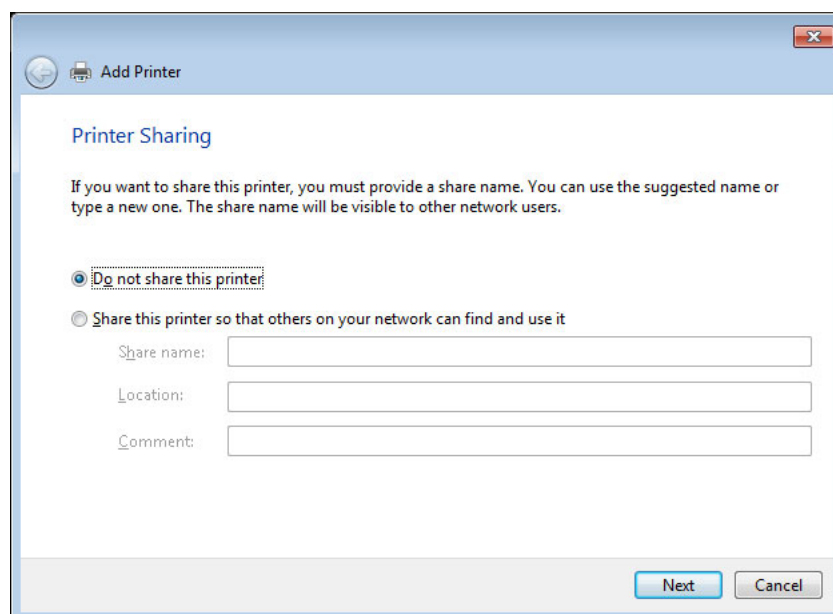 Add Printer
Printer Sharing
If you want to share this printer, you must provide a share name. You can use the suggested name or
type a new one. The share name will be visible to other network users.
Do not share this printer
Share this printer so that others on your network can find and use it
Share name:
Location:
Comment:
Next Cancel